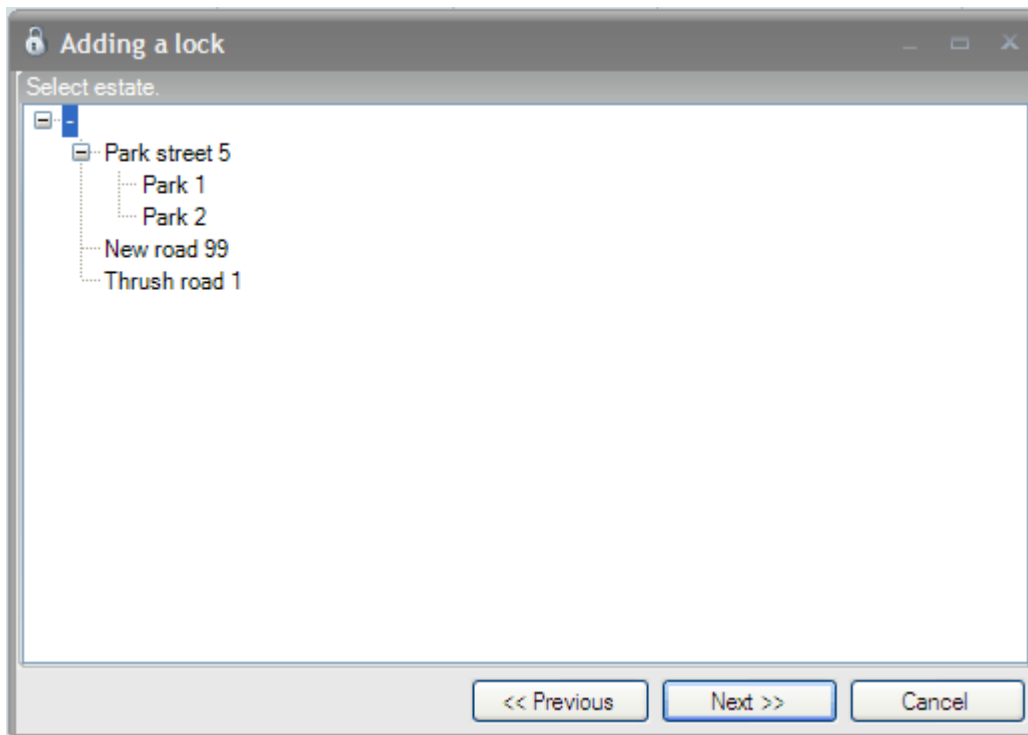 Adding a lock
Select estate.
-
Park street 5
Park 1
Park 2
New road 99
Thrush road 1
<< Previous Next >> Cancel